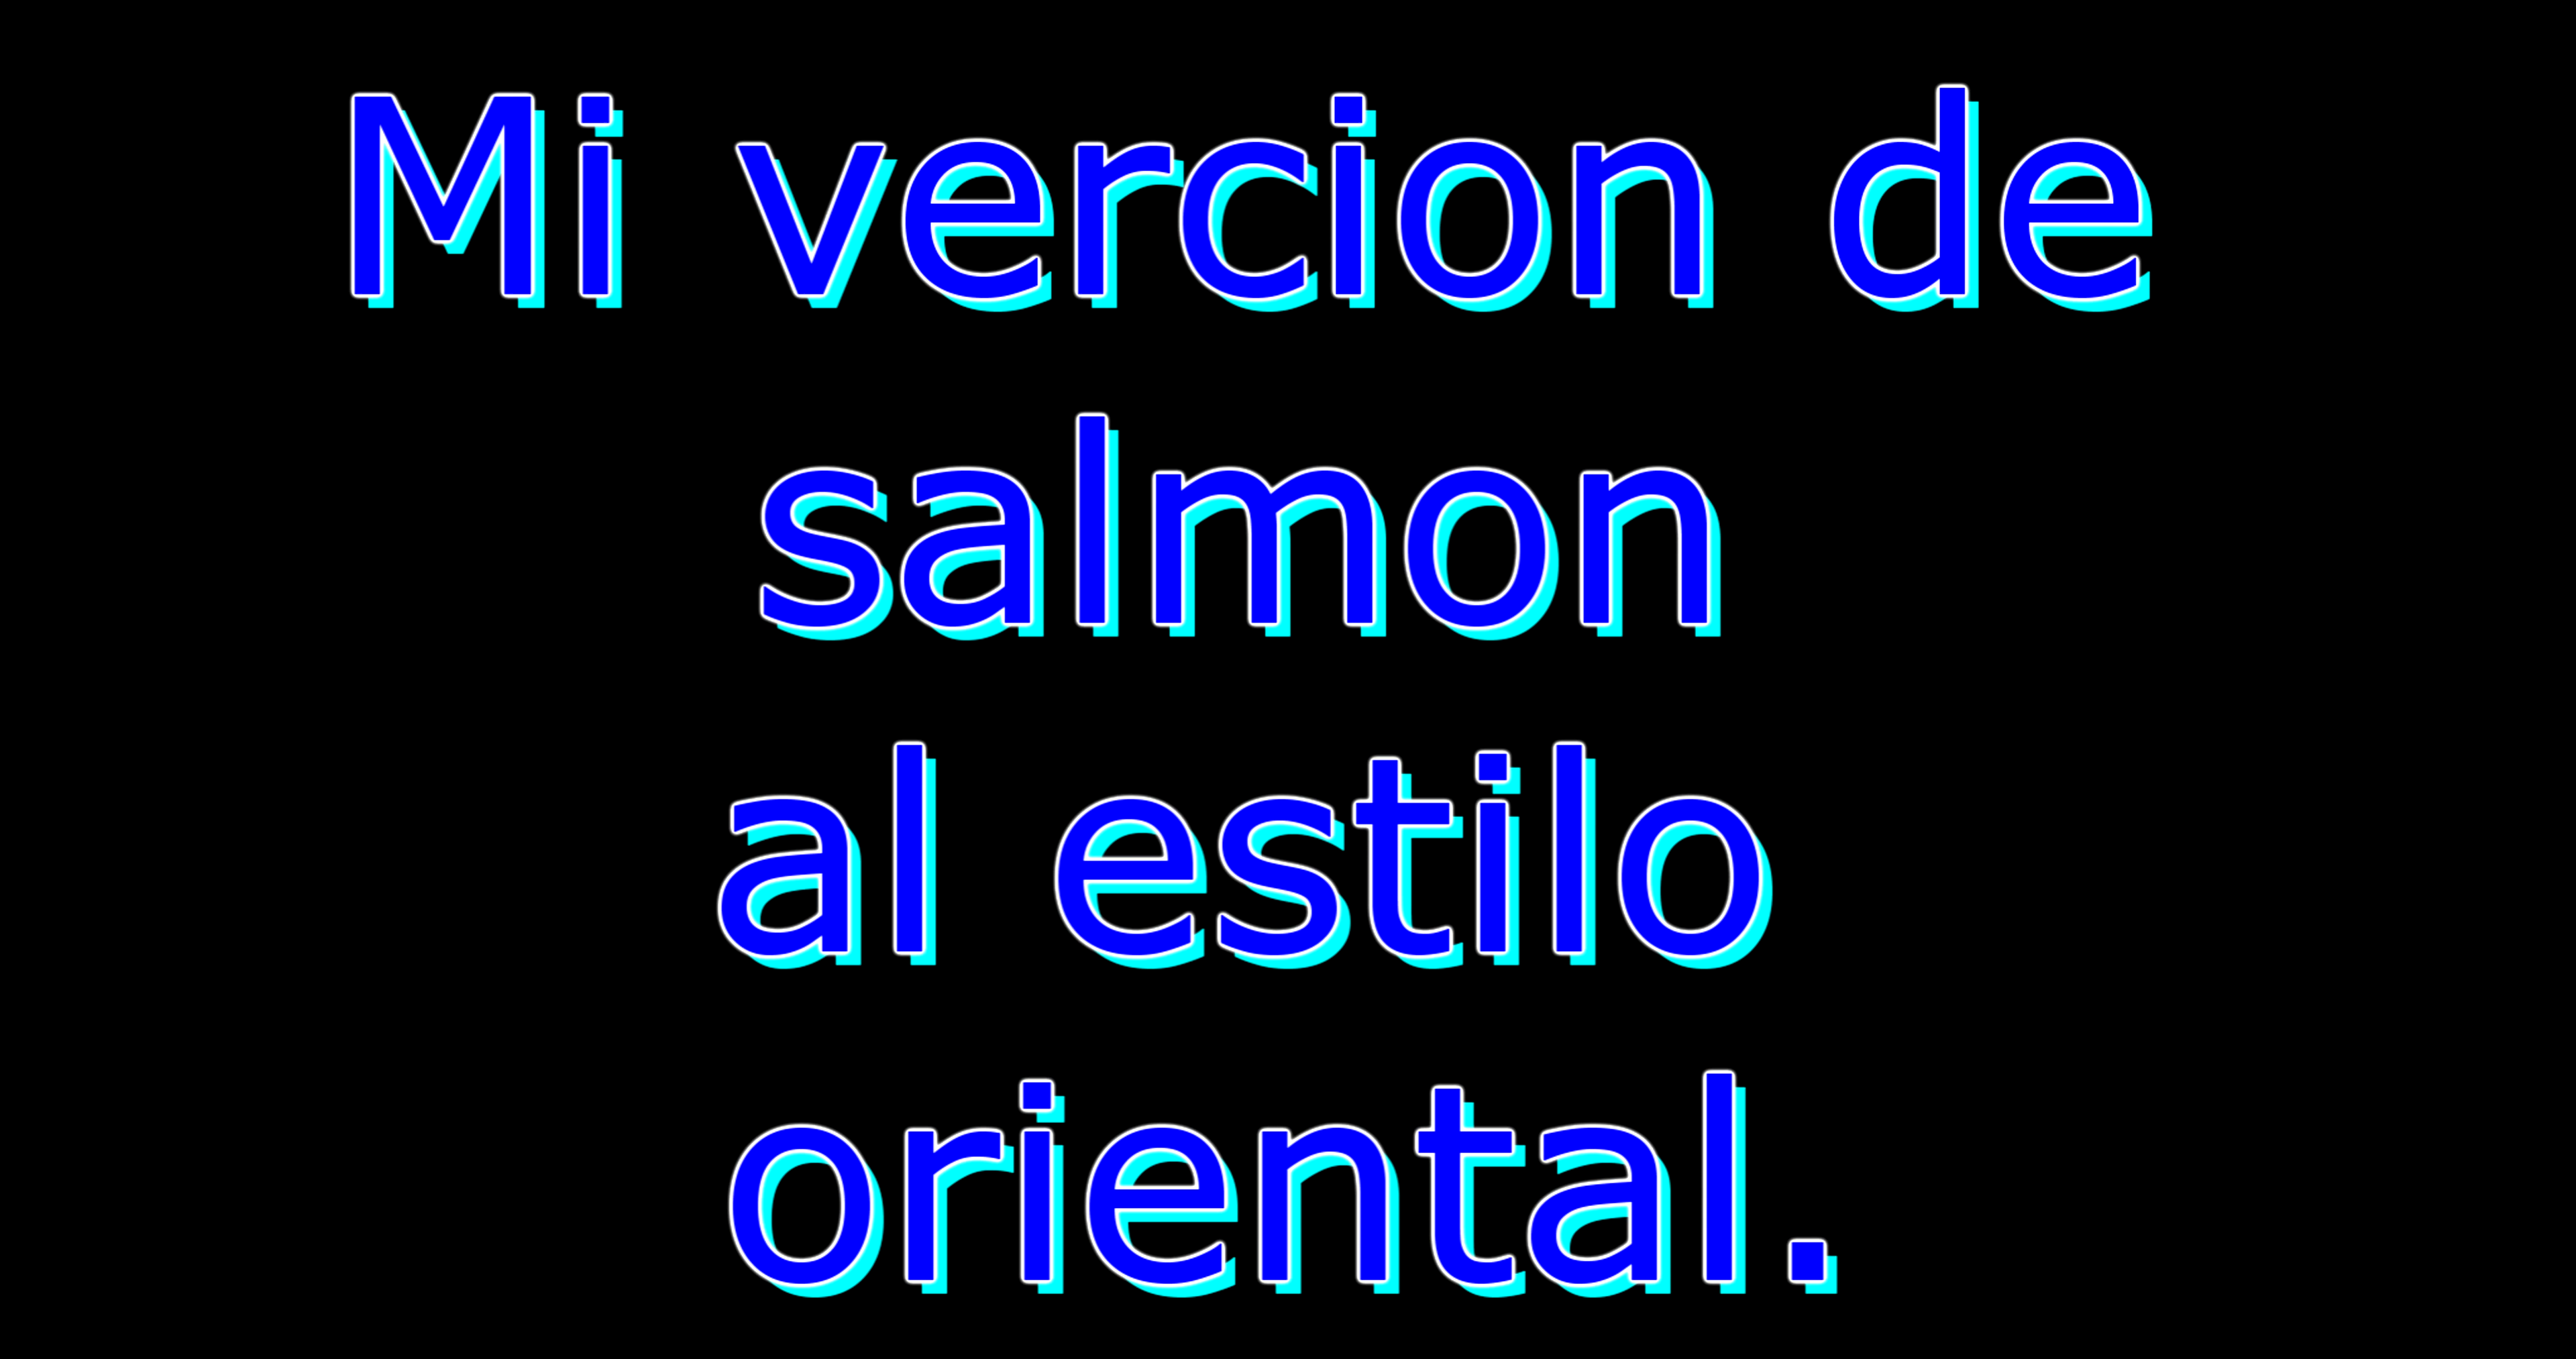 Mi vercion de
salmon
al estilo
oriental.